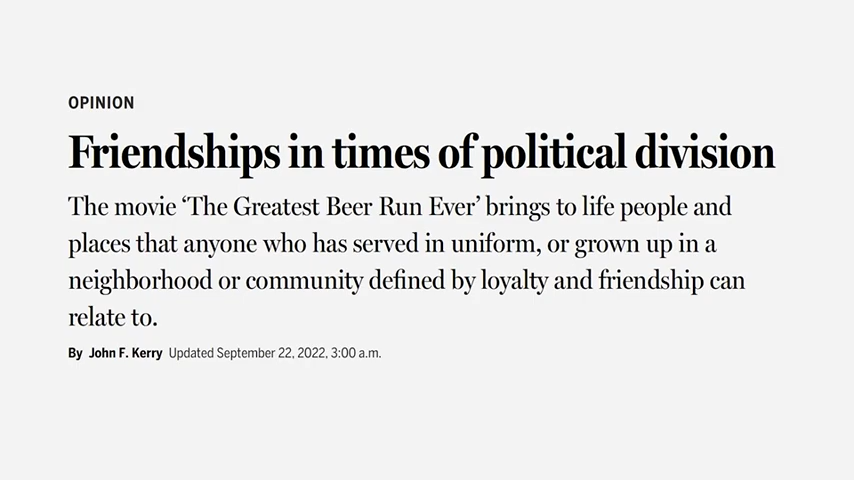 OPINION
Friendships in times of political division
The movie ‘The Greatest Beer Run Ever’ brings to life people and
places that anyone who has served in uniform, or grown up in a
neighborhood or community defined by loyalty and friendship can
relate to.
By John F. Kerry Updated September 22, 2022, 3:00 a.m.